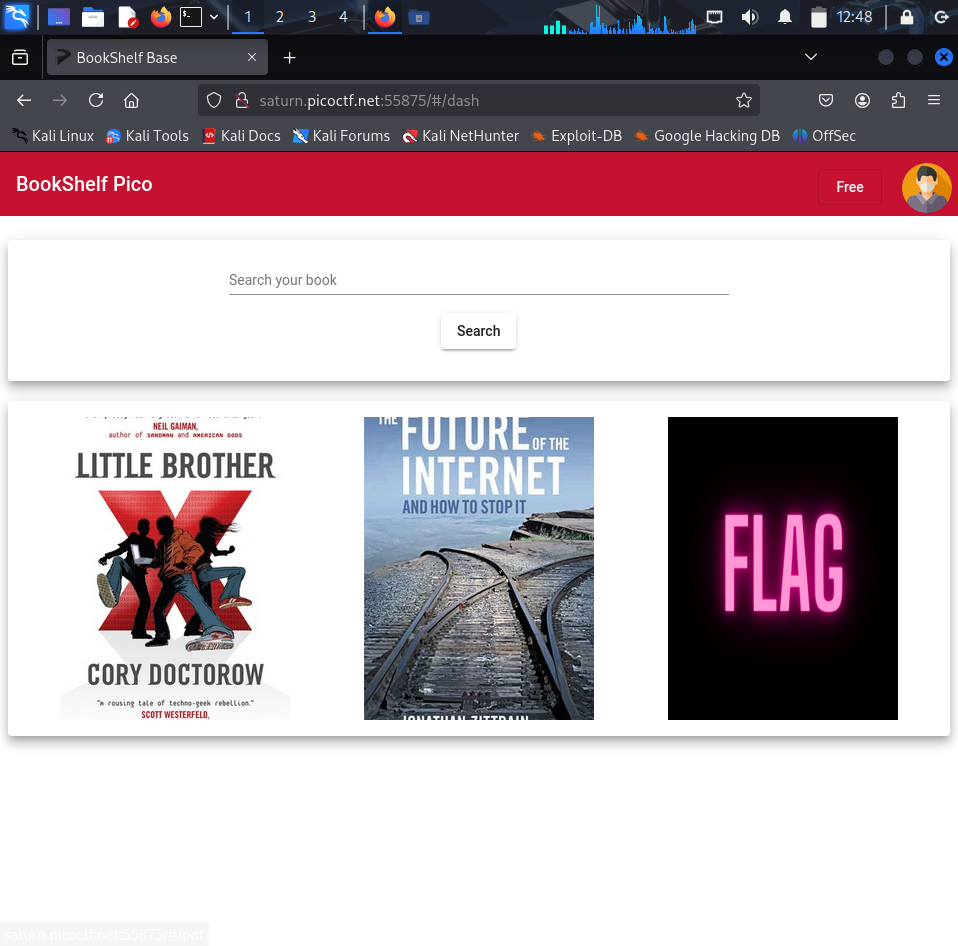 1 2 3 4 12:48
BookShelf Base
saturn.picoctf.net:55875/#/dash
Kali Linux Kali Tools Kali Docs Kali Forums Kali NetHunter Exploit-DB Google Hacking DB OffSec
BookShelf Pico
Free
Search your book
Search
NEIL GAIMAN,
author of SANDMAN and AMERICAN GODS
LITTLE BROTHER
X
CORY DOCTOROW
"A rousing tale of techno-geek rebellion."
SCOTT WESTERFELD,
THE FUTURE OF THE
INTERNET
AND HOW TO STOP IT
JONATHAN ZITTRAIN
FLAG
saturn.picoctf.net:55875/#/pdf